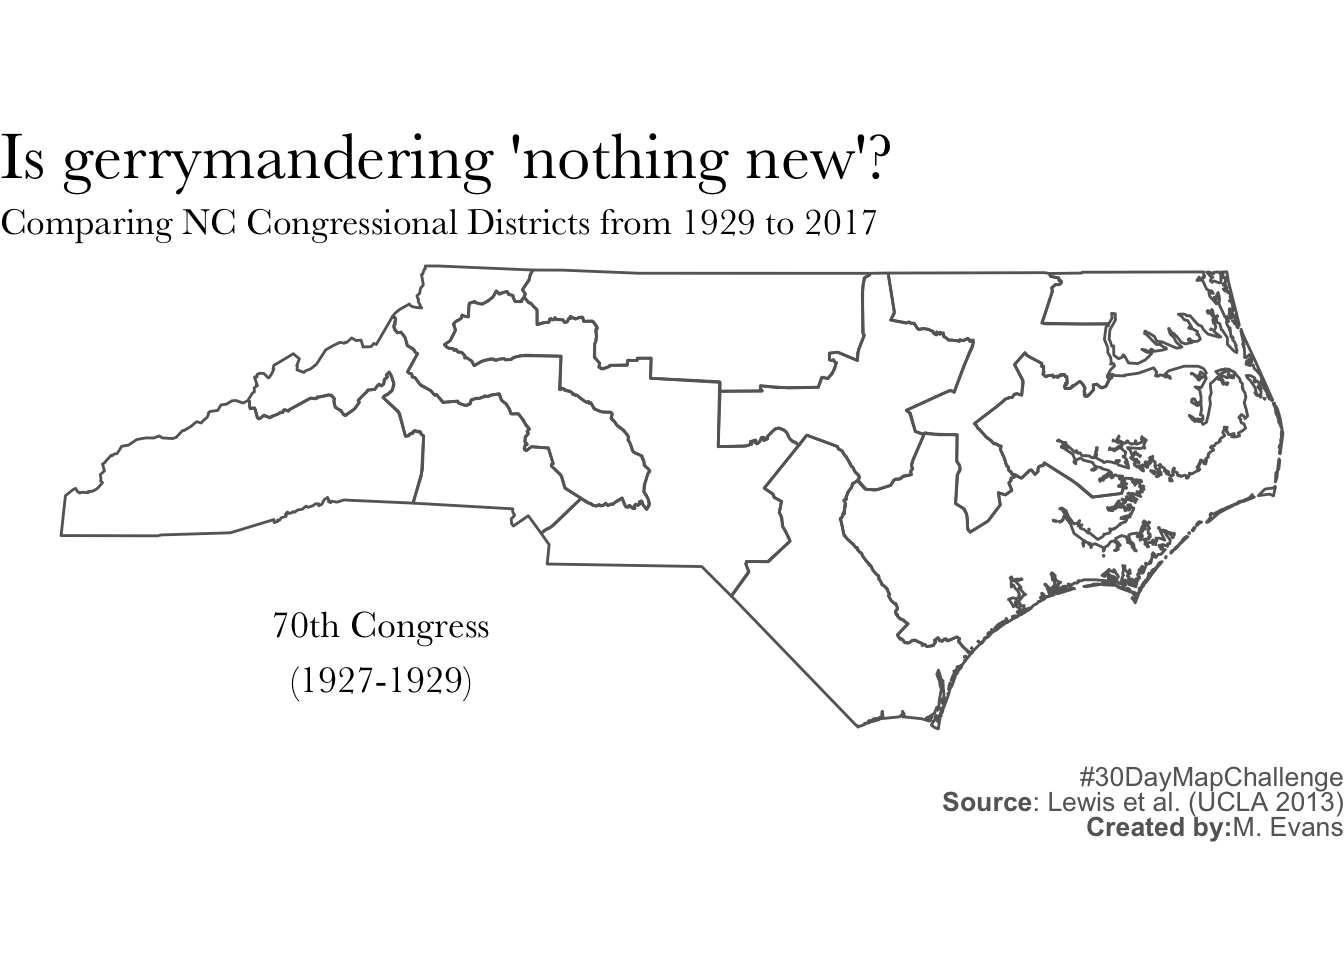 Is gerrymandering 'nothing new'?
Comparing NC Congressional Districts from 1929 to 2017
70th Congress
(1927-1929)
#30DayMapChallenge
Source: Lewis et al. (UCLA 2013)
Created by:M. Evans